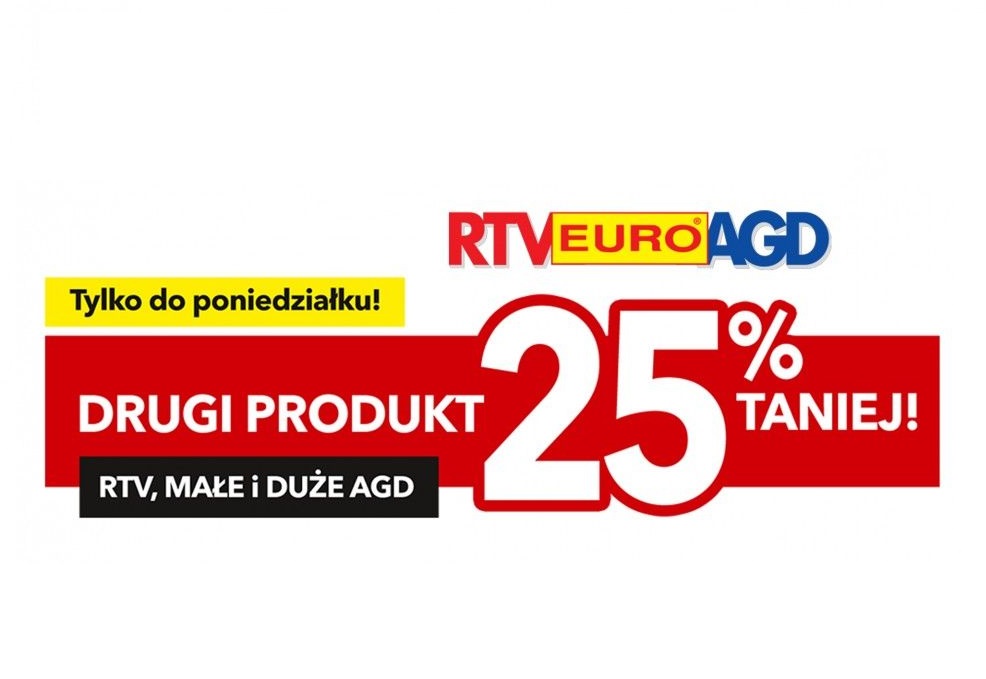 RTV EURO® AGD
Tylko do poniedziałku!
DRUGI PRODUKT 25% TANIEJ!
RTV, MAŁE i DUŻE AGD